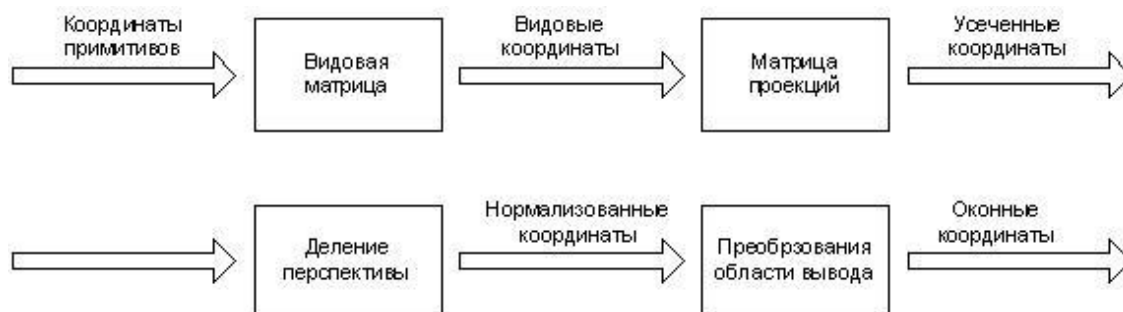 Координаты
примитивов
Видовая
матрица
Видовые
координаты
Матрица
проекций
Усеченные
координаты
Деление
перспективы
Нормализованные
координаты
Преобрзования
области вывода
Оконные
координаты